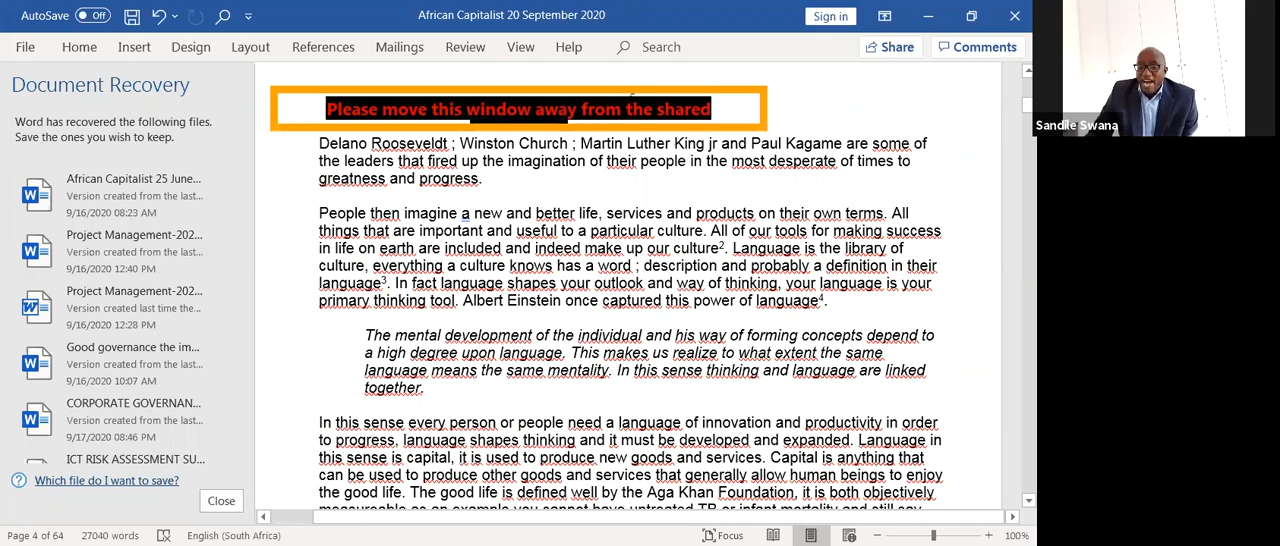 AutoSave Off African Capitalist 20 September 2020 Sign in
File Home Insert Design Layout References Mailings Review View Help Search Share Comments
Document Recovery
Word has recovered the following files.
Save the ones you wish to keep.
African Capitalist 25 June...
Version created from the last...
9/16/2020 08:23 AM
Project Management-202...
Version created from the last...
9/16/2020 12:40 PM
Project Management-202...
Version created last time the...
9/16/2020 12:28 PM
Good governance the im...
Version created from the last...
9/16/2020 10:07 AM
CORPORATE GOVERNAN...
Version created from the last...
9/17/2020 08:46 PM
ICT RISK ASSESSMENT SU...
Which file do I want to save?
Close
Please move this window away from the shared
Delano Rooseveldt ; Winston Church ; Martin Luther King jr and Paul Kagame are some of
the leaders that fired up the imagination of their people in the most desperate of times to
greatness and progress.
People then imagine a new and better life, services and products on their own terms. All
things that are important and useful to a particular culture. All of our tools for making success
in life on earth are included and indeed make up our culture2. Language is the library of
culture, everything a culture knows has a word ; description and probably a definition in their
language3. In fact language shapes your outlook and way of thinking, your language is your
primary thinking tool. Albert Einstein once captured this power of language4.
The mental development of the individual and his way of forming concepts depend to
a high degree upon language. This makes us realize to what extent the same
language means the same mentality. In this sense thinking and language are linked
together.
In this sense every person or people need a language of innovation and productivity in order
to progress, language shapes thinking and it must be developed and expanded. Language in
this sense is capital, it is used to produce new goods and services. Capital is anything that
can be used to produce other goods and services that generally allow human beings to enjoy
the good life. The good life is defined well by the Aga Khan Foundation, it is both objectively
measureable as an example you cannot have untreated TB or infant mortality and still say
Page 4 of 64 27040 words English (South Africa) Focus 100%
Sandile Swana